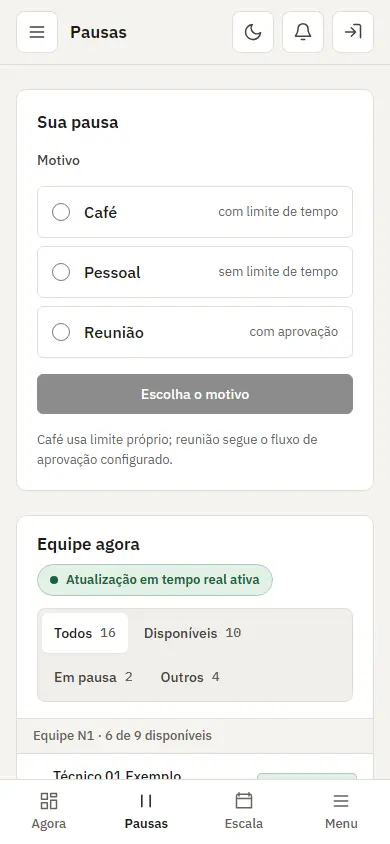 Pausas
Sua pausa
Motivo
Café com limite de tempo
Pessoal sem limite de tempo
Reunião com aprovação
Escolha o motivo
Café usa limite próprio; reunião segue o fluxo de
aprovação configurado.
Equipe agora
Atualização em tempo real ativa
Todos 16 Disponíveis 10
Em pausa 2 Outros 4
Equipe N1 · 6 de 9 disponíveis
Técnico 01 Exemplo
Agora Pausas Escala Menu